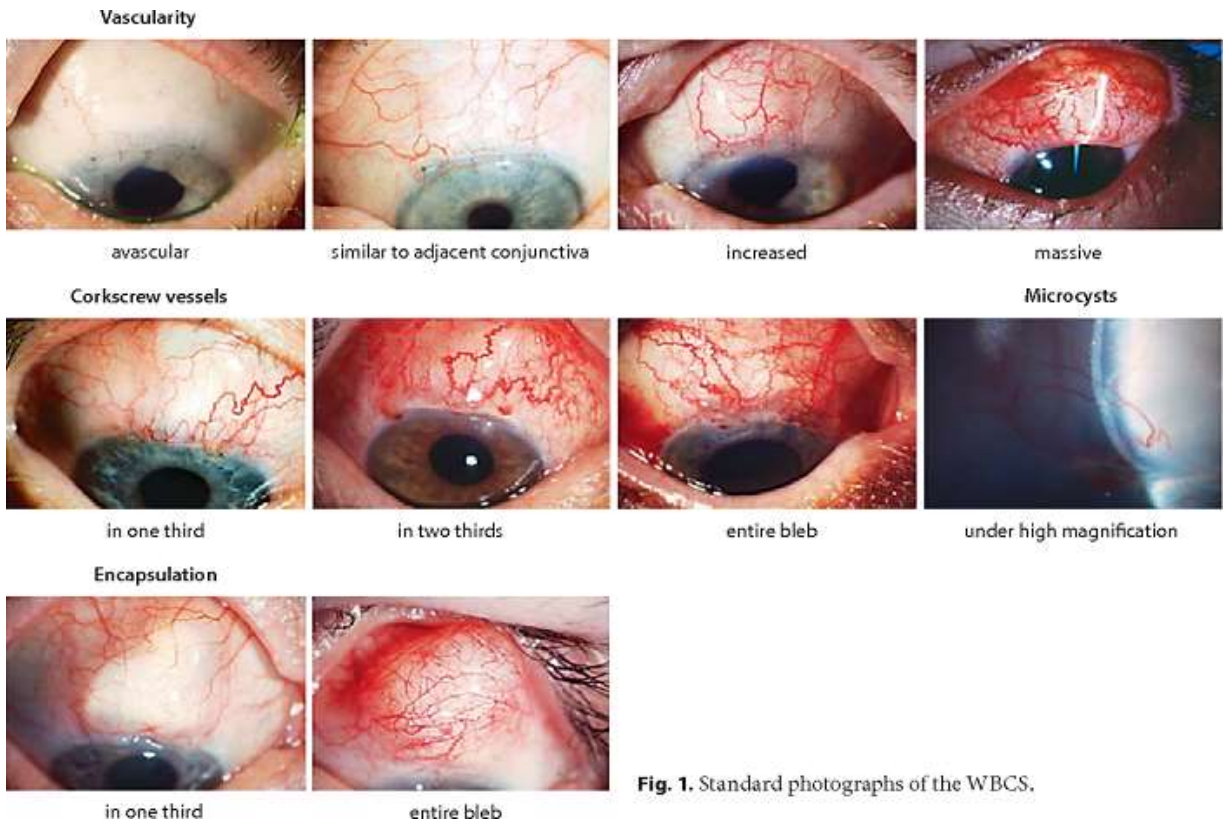 Vascularity
avascular
similar to adjacent conjunctiva
increased
massive
Corkscrew vessels
Microcysts
in one third
in two thirds
entire bleb
under high magnification
Encapsulation
in one third
entire bleb
Fig. 1. Standard photographs of the WBCS.